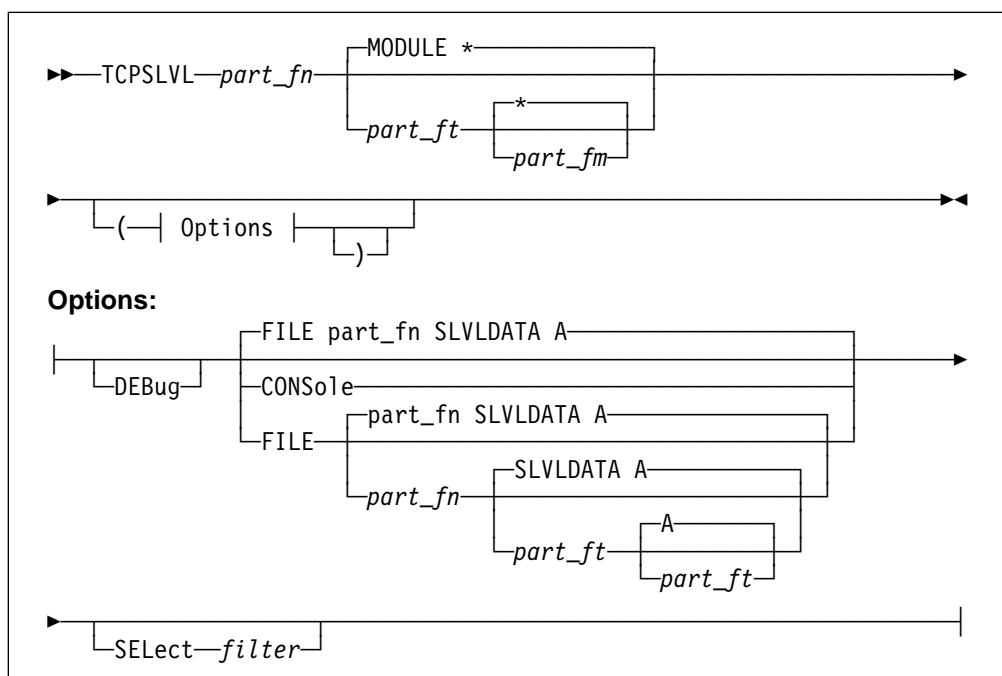 MODULE *
TCPSLVL part_fn
*
part_ft
part_fm
( Options
)
Options:
FILE part_fn SLVLDATA A
DEBug
CONSole
FILE
part_fn SLVLDATA A
SLVLDATA A
part_fn
A
part_ft
part_ft
SELect filter